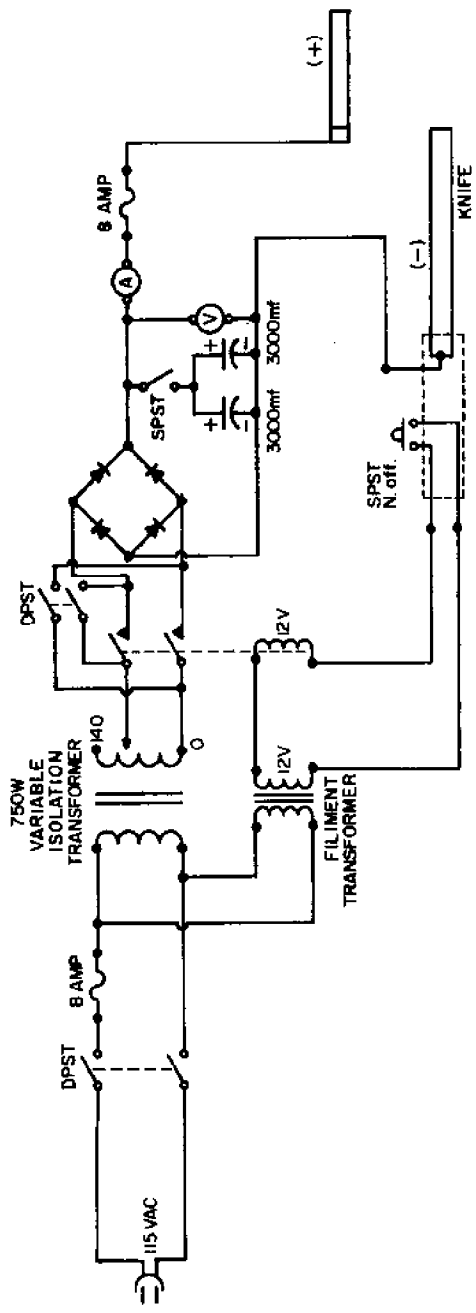 115 VAC
DPST
8 AMP
750W
VARIABLE
ISOLATION
TRANSFORMER
140
0
FILIMENT
TRANSFORMER
12V
12V
DPST
SPST
+
-
3000mf
+
-
3000mf
V
A
8 AMP
(+)
SPST
N. off.
(-)
KNIFE